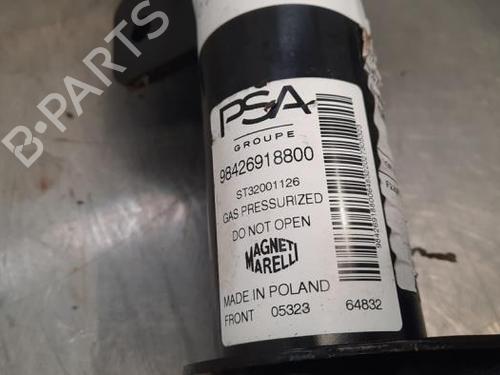 PSA
GROUPE
98426918800
ST32001126
GAS PRESSURIZED
DO NOT OPEN
MAGNETI
MARELLI
MADE IN POLAND
FRONT 05323 64832
B-PARTS